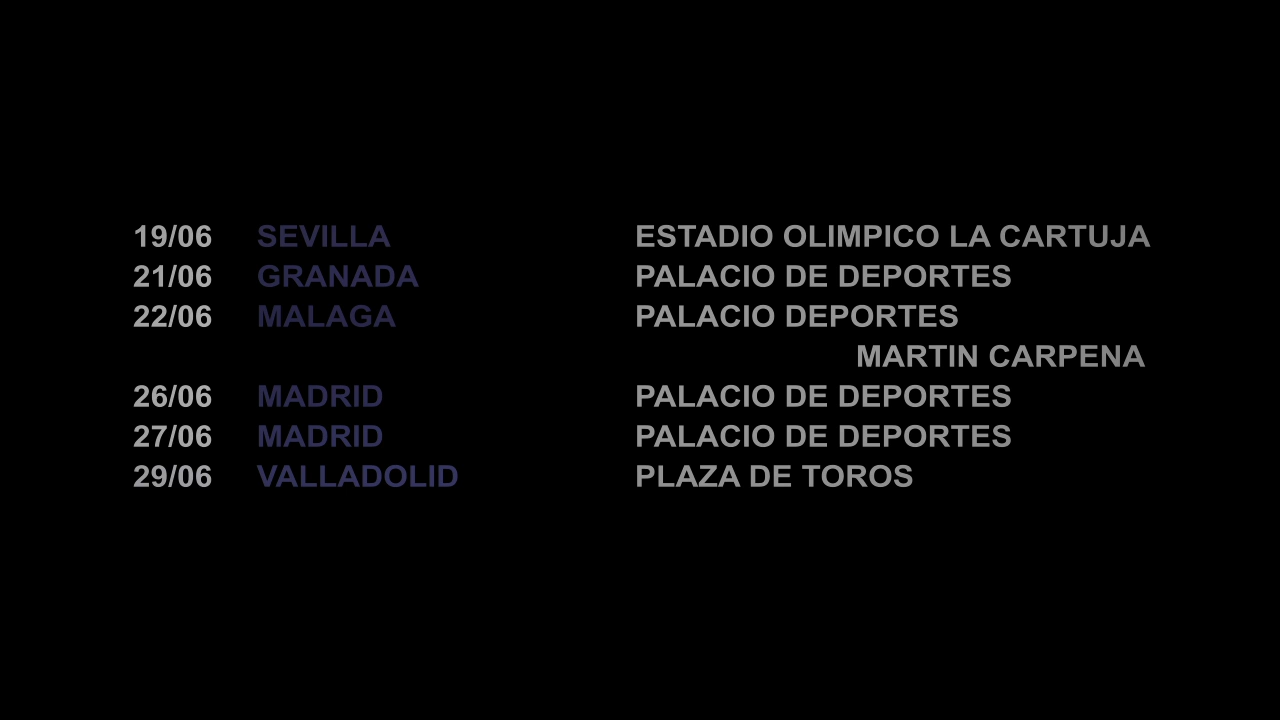 19/06 SEVILLA ESTADIO OLIMPICO LA CARTUJA
21/06 GRANADA PALACIO DE DEPORTES
22/06 MALAGA PALACIO DEPORTES
MARTIN CARPENA
26/06 MADRID PALACIO DE DEPORTES
27/06 MADRID PALACIO DE DEPORTES
29/06 VALLADOLID PLAZA DE TOROS